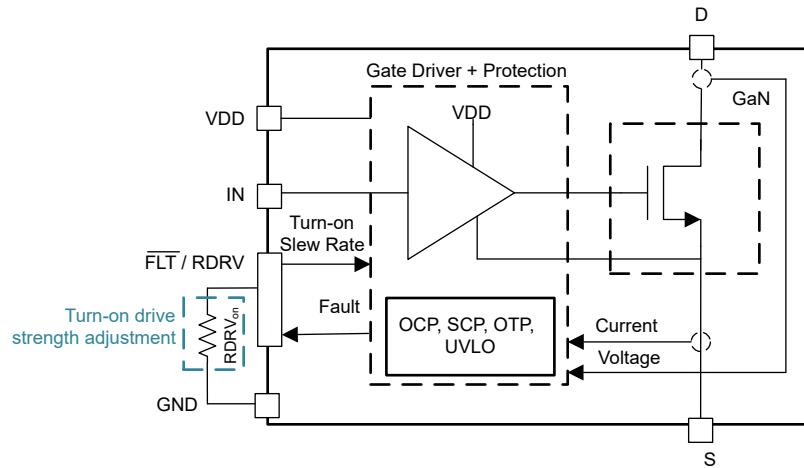 D
Gate Driver + Protection
GaN
VDD
VDD
IN
Turn-on
Slew Rate
FLT / RDRV
Fault
Turn-on drive
strength adjustment
RDRVon
OCP, SCP, OTP,
UVLO
Current
Voltage
GND
S